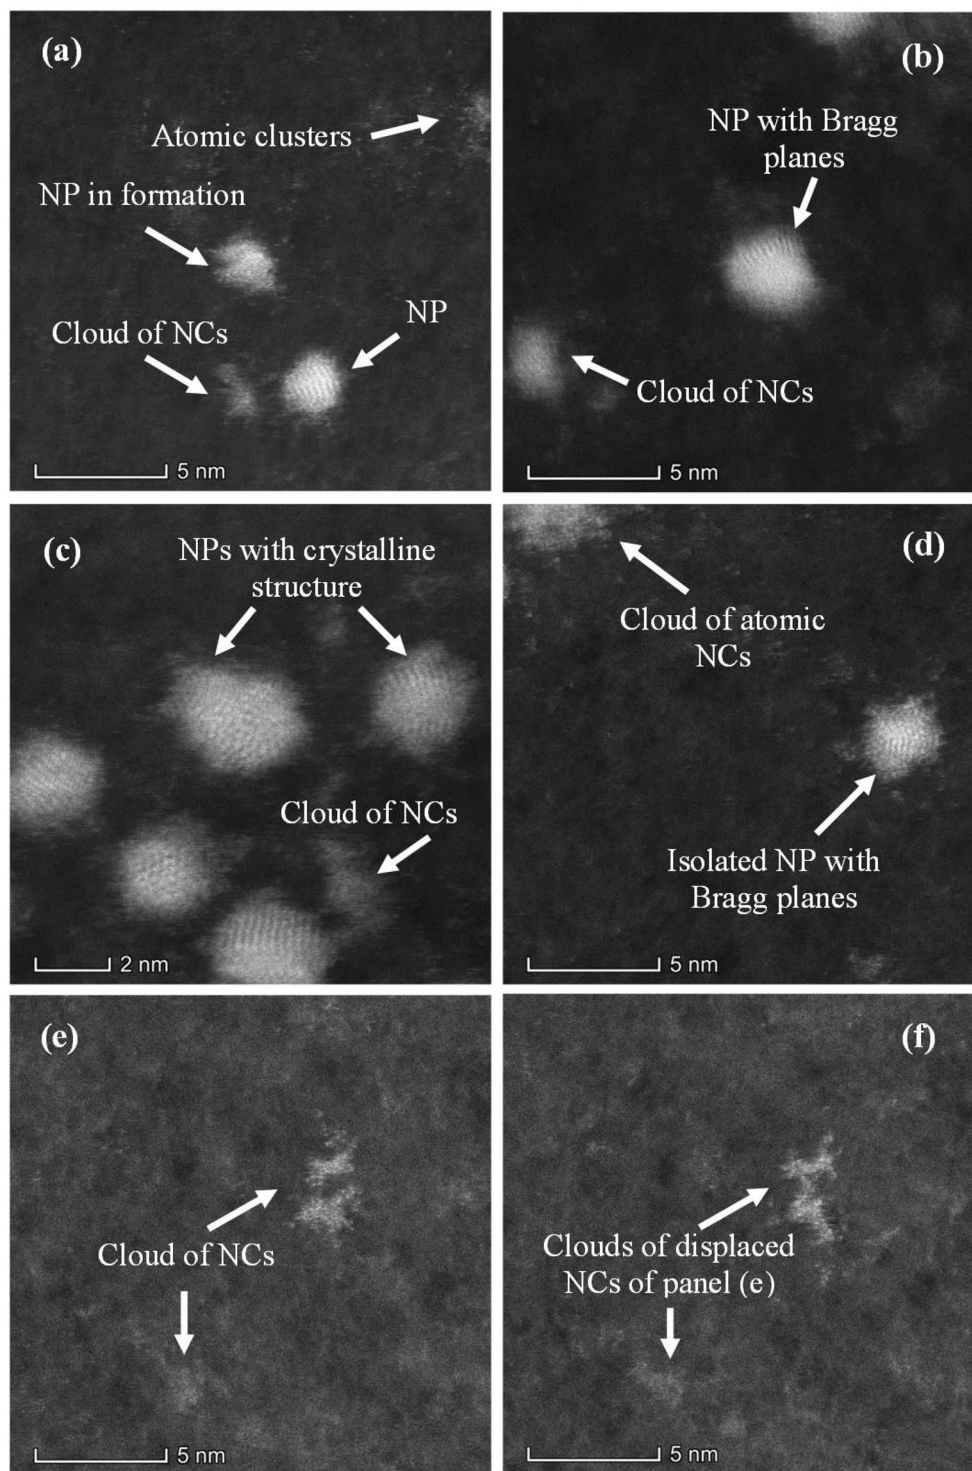 (a)
Atomic clusters
NP in formation
Cloud of NCs
NP
5 nm
(b)
NP with Bragg
planes
Cloud of NCs
5 nm
(c)
NPs with crystalline
structure
Cloud of NCs
2 nm
(d)
Cloud of atomic
NCs
Isolated NP with
Bragg planes
5 nm
(e)
Cloud of NCs
5 nm
(f)
Clouds of displaced
NCs of panel (e)
5 nm